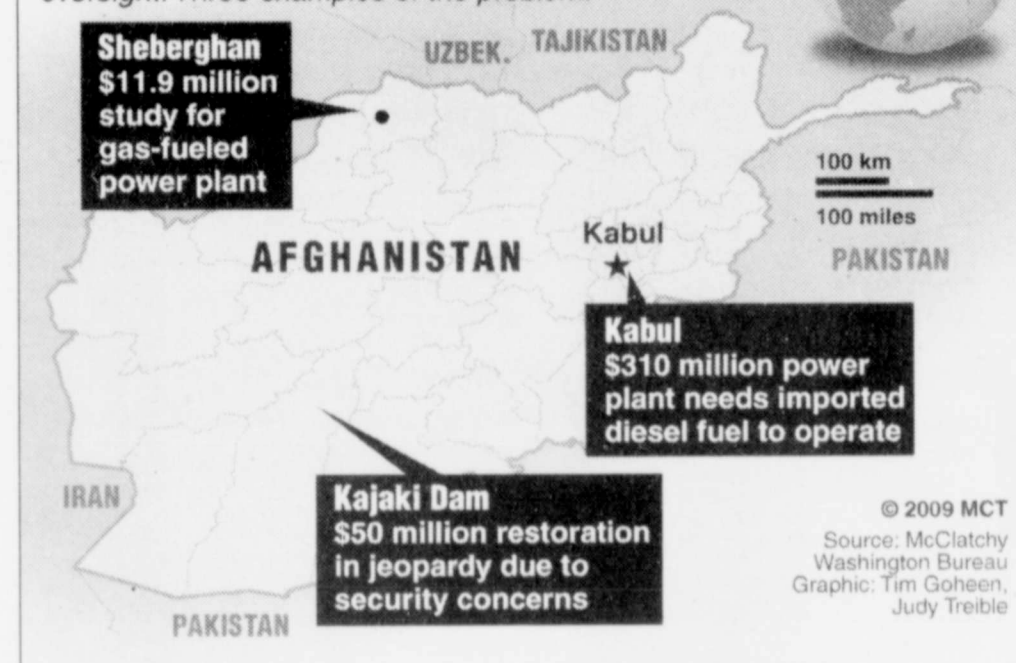 Sheberghan
$11.9 million
study for
gas-fueled
power plant
UZBEK.
TAJIKISTAN
100 km
100 miles
PAKISTAN
AFGHANISTAN
Kabul
Kabul
$310 million power
plant needs imported
diesel fuel to operate
IRAN
Kajaki Dam
$50 million restoration
in jeopardy due to
security concerns
PAKISTAN
© 2009 MCT
Source: McClatchy
Washington Bureau
Graphic: Tim Goheen,
Judy Treible